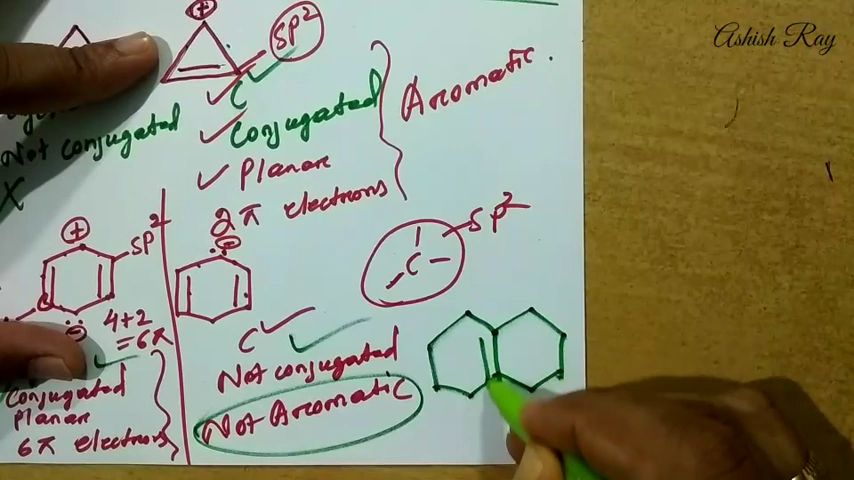 Ashish Ray
⊕
SP²
C
Conjugated
Planar
2π electrons
Aromatic.
Not conjugated
X
⊕
SP²
4+2
=6π
Conjugated
Planar
6π electrons
C
Not conjugated
Not Aromatic
C
SP²